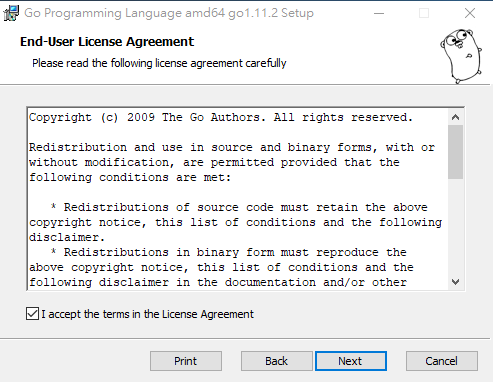 Go Programming Language amd64 go1.11.2 Setup
End-User License Agreement
Please read the following license agreement carefully
Copyright (c) 2009 The Go Authors. All rights reserved.
Redistribution and use in source and binary forms, with or
without modification, are permitted provided that the
following conditions are met:
* Redistributions of source code must retain the above
copyright notice, this list of conditions and the following
disclaimer.
* Redistributions in binary form must reproduce the
above copyright notice, this list of conditions and the
following disclaimer in the documentation and/or other
I accept the terms in the License Agreement
Print
Back
Next
Cancel